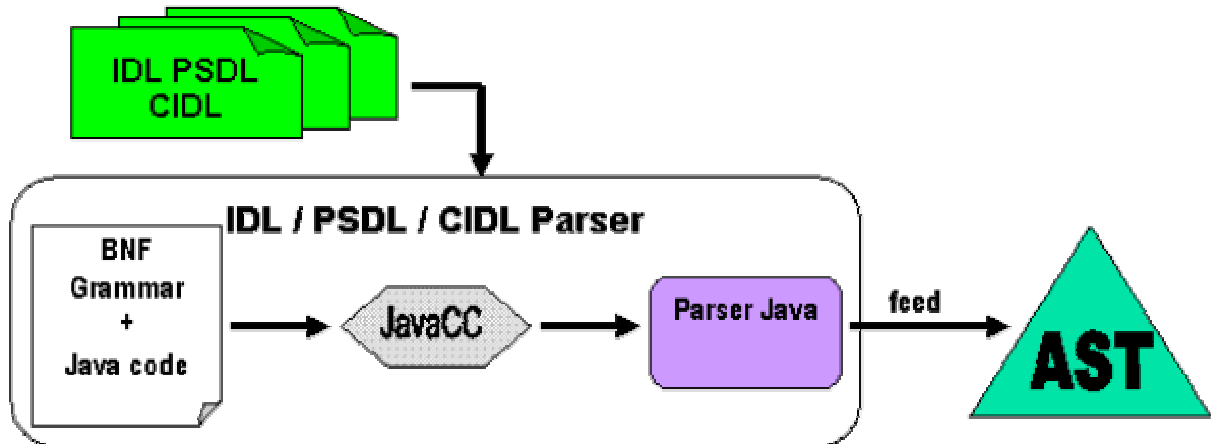 IDL PSDL
CIDL
IDL / PSDL / CIDL Parser
BNF
Grammar
+
Java code
JavaCC
Parser Java
feed
AST